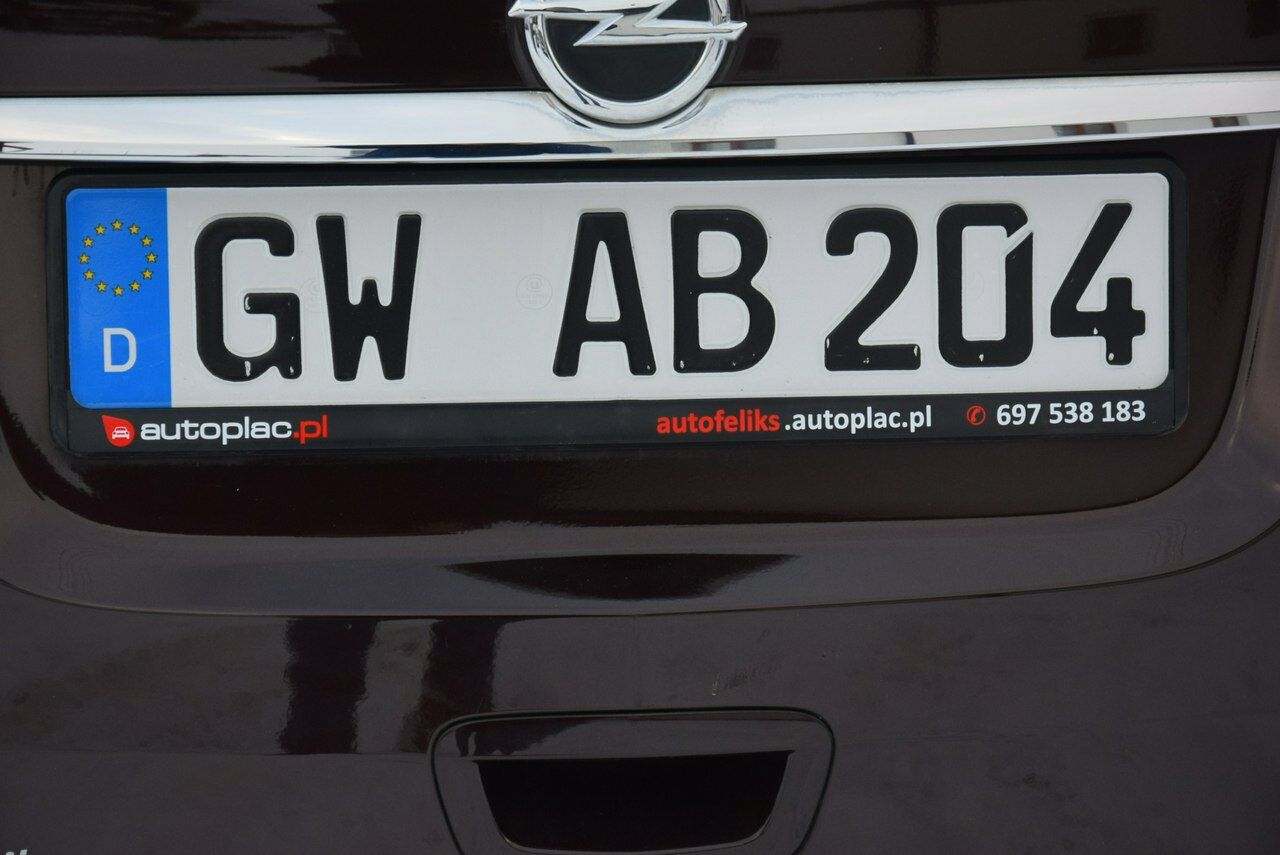 GW AB 204
D
autoplac.pl autofeliks.autoplac.pl ✆ 697 538 183